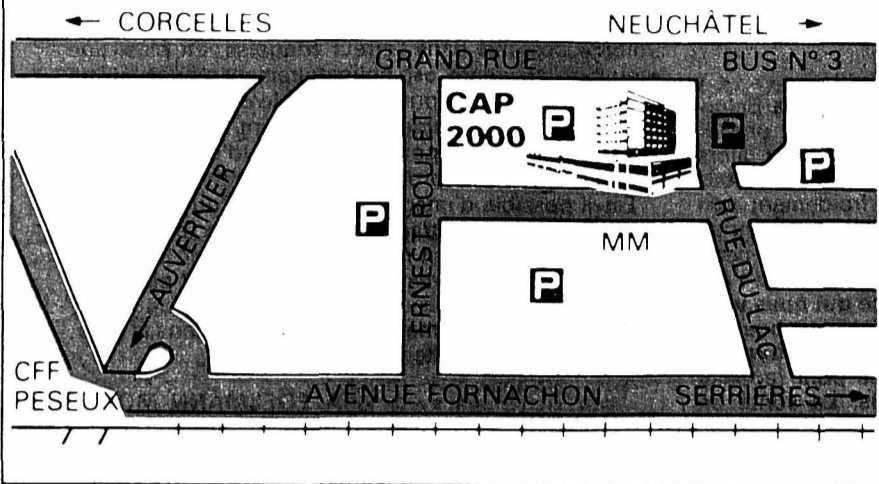 ← CORCELLES
NEUCHÂTEL →
GRAND RUE
BUS N° 3
CAP
2000
P
P
P
P
P
AUVERNIER
ERNEST ROULET
RUE DU LAC
MM
CFF
PESEUX
AVENUE FORNACHON
SERRIÈRES →